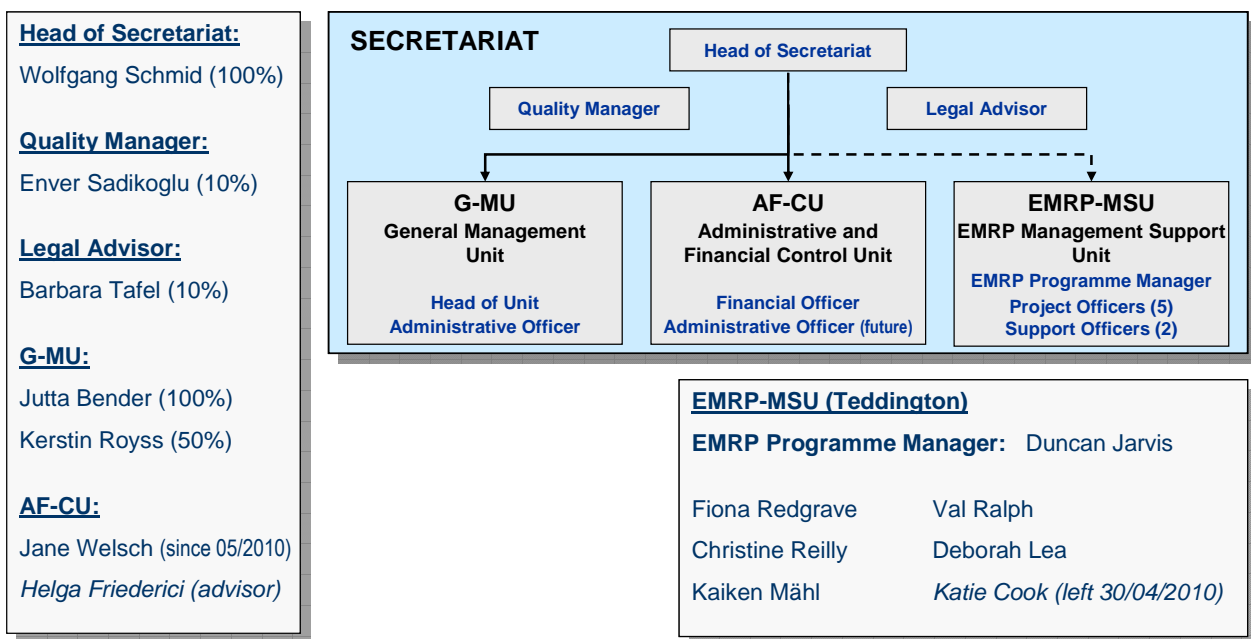 Head of Secretariat:
Wolfgang Schmid (100%)
Quality Manager:
Enver Sadikoglu (10%)
Legal Advisor:
Barbara Tafel (10%)
G-MU:
Jutta Bender (100%)
Kerstin Royss (50%)
AF-CU:
Jane Welsch (since 05/2010)
Helga Friederici (advisor)
SECRETARIAT
Head of Secretariat
Quality Manager
Legal Advisor
G-MU
General Management
Unit
Head of Unit
Administrative Officer
AF-CU
Administrative and
Financial Control Unit
Financial Officer
Administrative Officer (future)
EMRP-MSU
EMRP Management Support
Unit
EMRP Programme Manager
Project Officers (5)
Support Officers (2)
EMRP-MSU (Teddington)
EMRP Programme Manager: Duncan Jarvis
Fiona Redgrave Val Ralph
Christine Reilly Deborah Lea
Kaiken Mähl Katie Cook (left 30/04/2010)